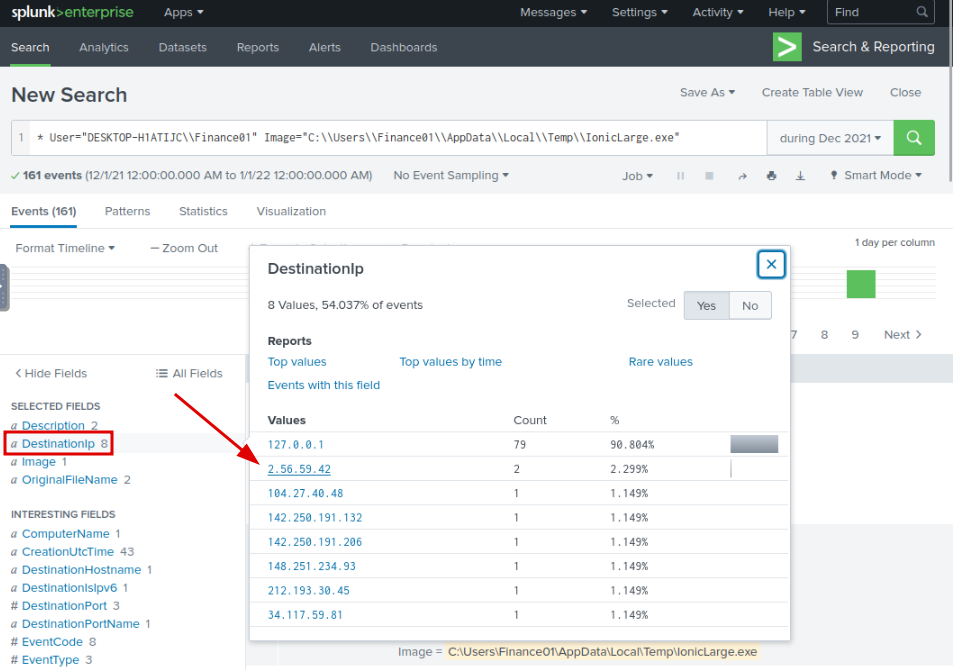 splunk>enterprise Apps Messages Settings Activity Help Find
Search Analytics Datasets Reports Alerts Dashboards Search & Reporting
New Search Save As Create Table View Close
1 * User="DESKTOP-H1ATIJC\\Finance01" Image="C:\\Users\\Finance01\\AppData\\Local\\Temp\\IonicLarge.exe" during Dec 2021
161 events (12/1/21 12:00:00.000 AM to 1/1/22 12:00:00.000 AM) No Event Sampling Job Smart Mode
Events (161) Patterns Statistics Visualization
Format Timeline — Zoom Out 1 day per column
DestinationIp
8 Values, 54.037% of events Selected Yes No
Reports
Top values Top values by time Rare values
Events with this field
Values Count %
127.0.0.1 79 90.804%
2.56.59.42 2 2.299%
104.27.40.48 1 1.149%
142.250.191.132 1 1.149%
142.250.191.206 1 1.149%
148.251.234.93 1 1.149%
212.193.30.45 1 1.149%
34.117.59.81 1 1.149%
7 8 9 Next >
< Hide Fields All Fields
SELECTED FIELDS
a Description 2
a DestinationIp 8
a Image 1
a OriginalFileName 2
INTERESTING FIELDS
a ComputerName 1
a CreationUtcTime 43
a DestinationHostname 1
a DestinationIsIpv6 1
# DestinationPort 3
a DestinationPortName 1
# EventCode 8
# EventType 3
Image = C:\Users\Finance01\AppData\Local\Temp\IonicLarge.exe